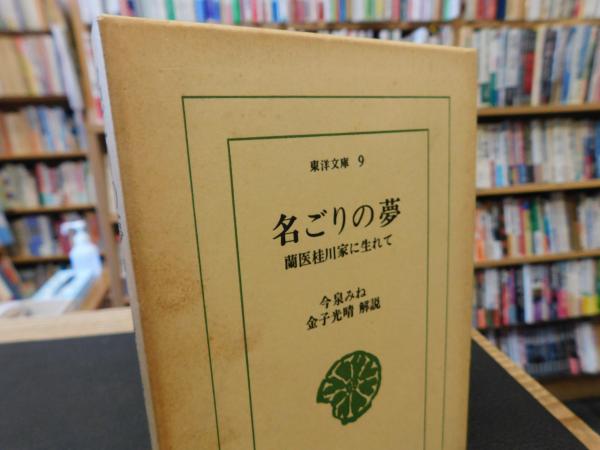 東洋文庫 9
名ごりの夢
蘭医桂川家に生れて
今泉みね
金子光晴 解説